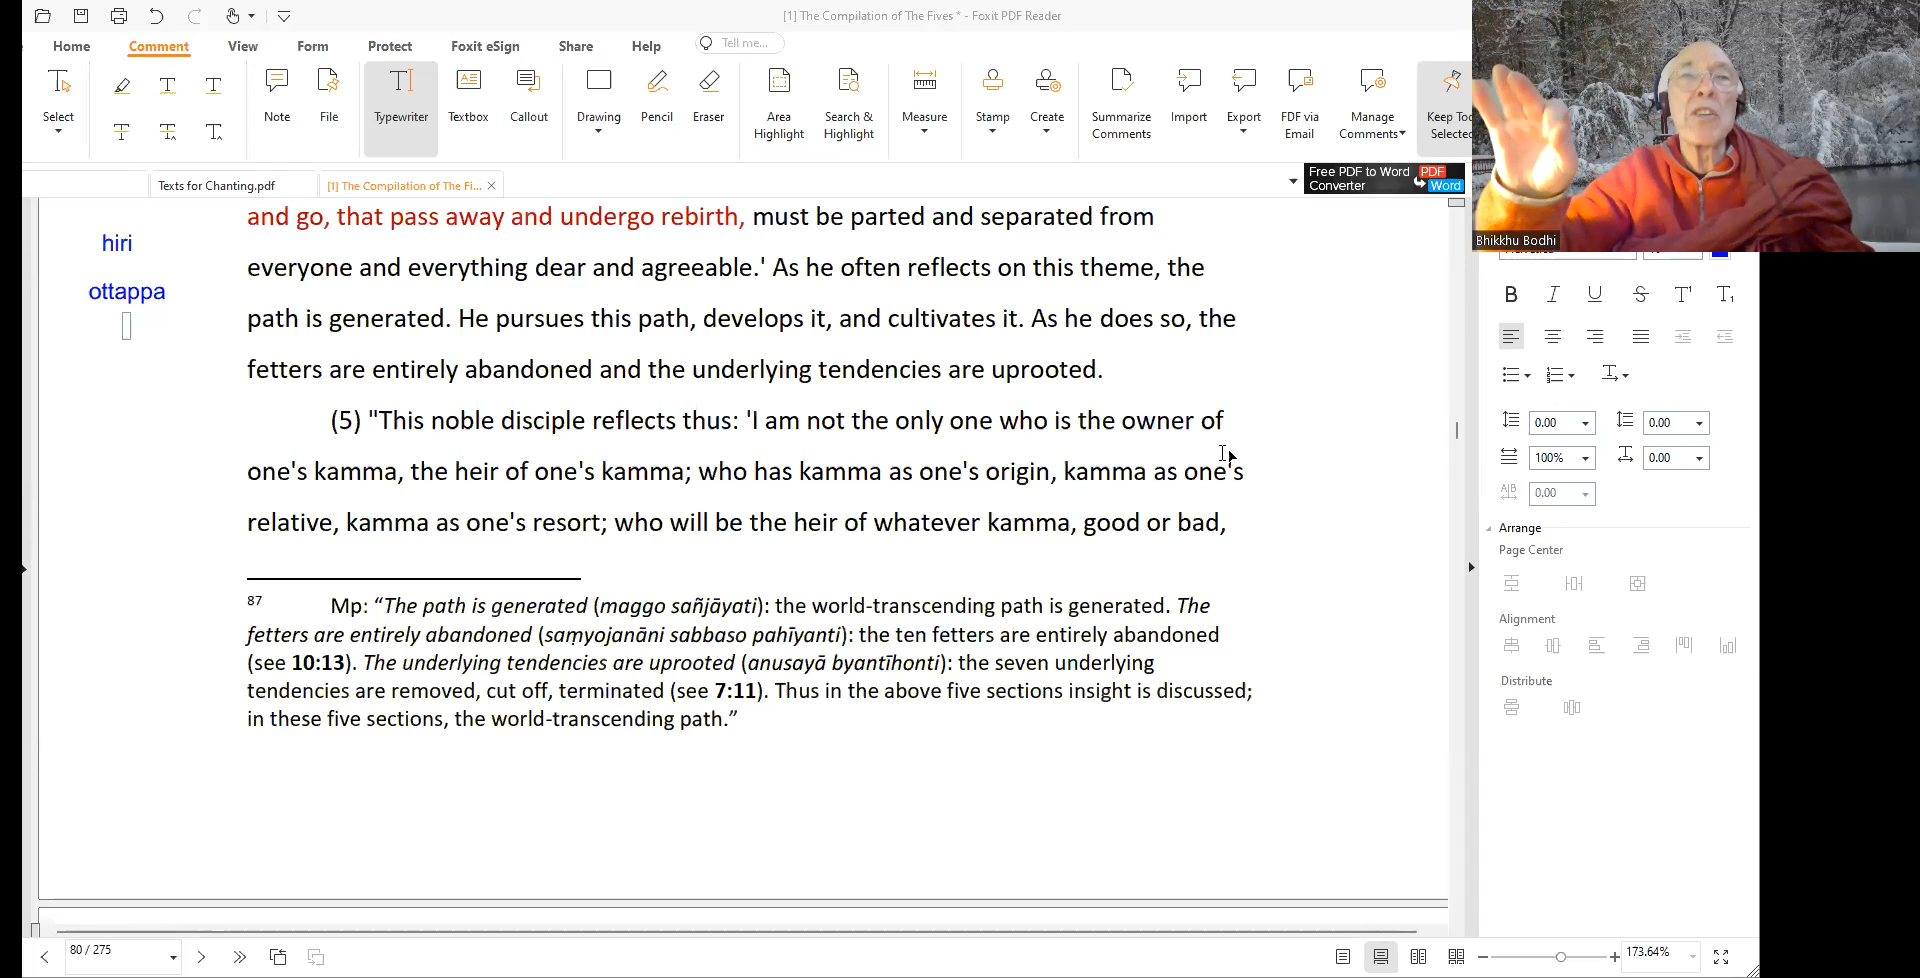 [1] The Compilation of The Fives * - Foxit PDF Reader
Home Comment View Form Protect Foxit eSign Share Help Tell me...
Select
Note File
Typewriter Textbox Callout
Drawing Pencil Eraser
Area Highlight
Search & Highlight
Measure
Stamp Create
Summarize Comments
Import Export
FDF via Email
Manage Comments
Keep
Texts for Chanting.pdf
[1] The Compilation of The Fi...
Free PDF to Word Converter
PDF
Word
Bhikkhu Bodhi
hiri
ottappa
and go, that pass away and undergo rebirth, must be parted and separated from
everyone and everything dear and agreeable.' As he often reflects on this theme, the
path is generated. He pursues this path, develops it, and cultivates it. As he does so, the
fetters are entirely abandoned and the underlying tendencies are uprooted.
(5) "This noble disciple reflects thus: 'I am not the only one who is the owner of
one's kamma, the heir of one's kamma; who has kamma as one's origin, kamma as one's
relative, kamma as one's resort; who will be the heir of whatever kamma, good or bad,
87 Mp: “The path is generated (maggo sañjāyati): the world-transcending path is generated. The
fetters are entirely abandoned (saṃyojanāni sabbaso pahīyanti): the ten fetters are entirely abandoned
(see 10:13). The underlying tendencies are uprooted (anusayā byantīhonti): the seven underlying
tendencies are removed, cut off, terminated (see 7:11). Thus in the above five sections insight is discussed;
in these five sections, the world-transcending path.”
0.00 0.00
100% 0.00
0.00
Arrange
Page Center
Alignment
Distribute
80 / 275
173.64%